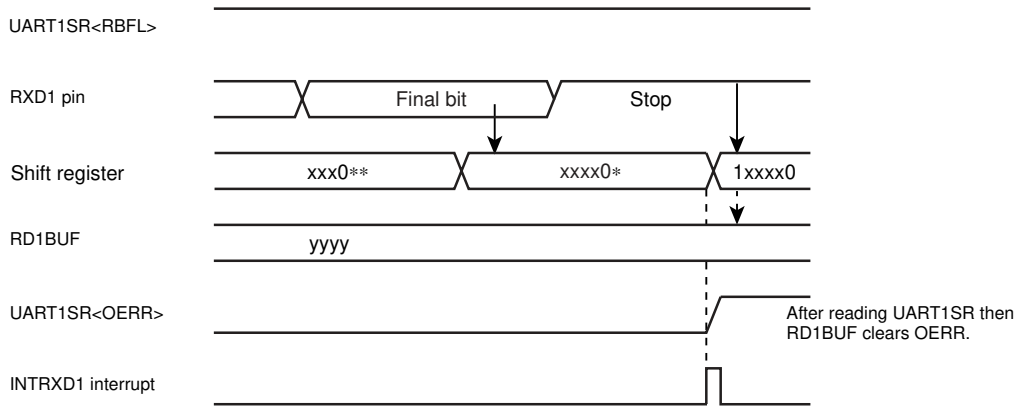 UART1SR<RBFL>
RXD1 pin
Final bit
Stop
Shift register
xxx0**
xxxx0*
1xxxx0
RD1BUF
yyyy
UART1SR<OERR>
After reading UART1SR then
RD1BUF clears OERR.
INTRXD1 interrupt